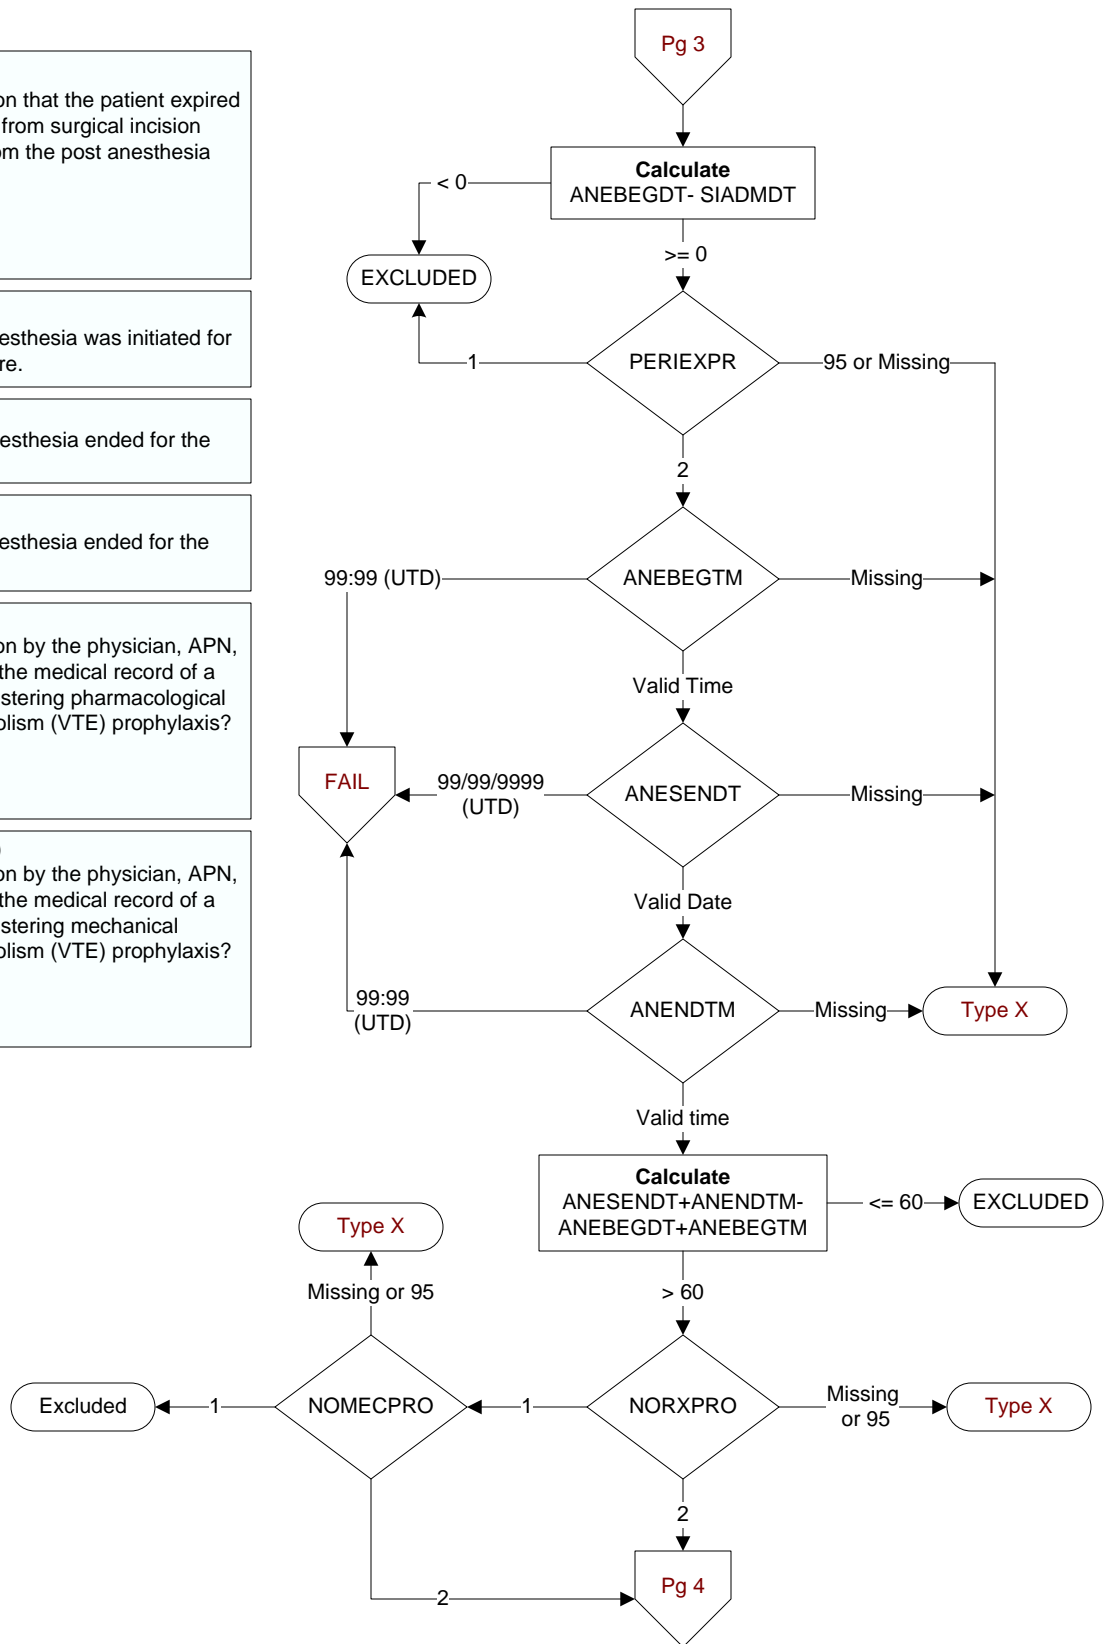 on that the patient expired
from surgical incision
om the post anesthesia
esthesia was initiated for
re.
esthesia ended for the
esthesia ended for the
on by the physician, APN,
the medical record of a
stering pharmacological
olism (VTE) prophylaxis?
)
on by the physician, APN,
the medical record of a
stering mechanical
olism (VTE) prophylaxis?
Pg 3
Calculate
ANEBEGDT- SIADMDT
< 0
>= 0
EXCLUDED
PERIEXPR
1
95 or Missing
2
ANEBEGTM
99:99 (UTD)
Missing
Valid Time
FAIL
99/99/9999
(UTD)
ANESENDT
Missing
Valid Date
99:99
(UTD)
ANENDTM
Missing
Type X
Valid time
Calculate
ANESENDT+ANENDTM-
ANEBEGDT+ANEBEGTM
<= 60
EXCLUDED
Type X
Missing or 95
> 60
Excluded
1
NOMECPRO
1
NORXPRO
Missing
or 95
Type X
2
2
Pg 4